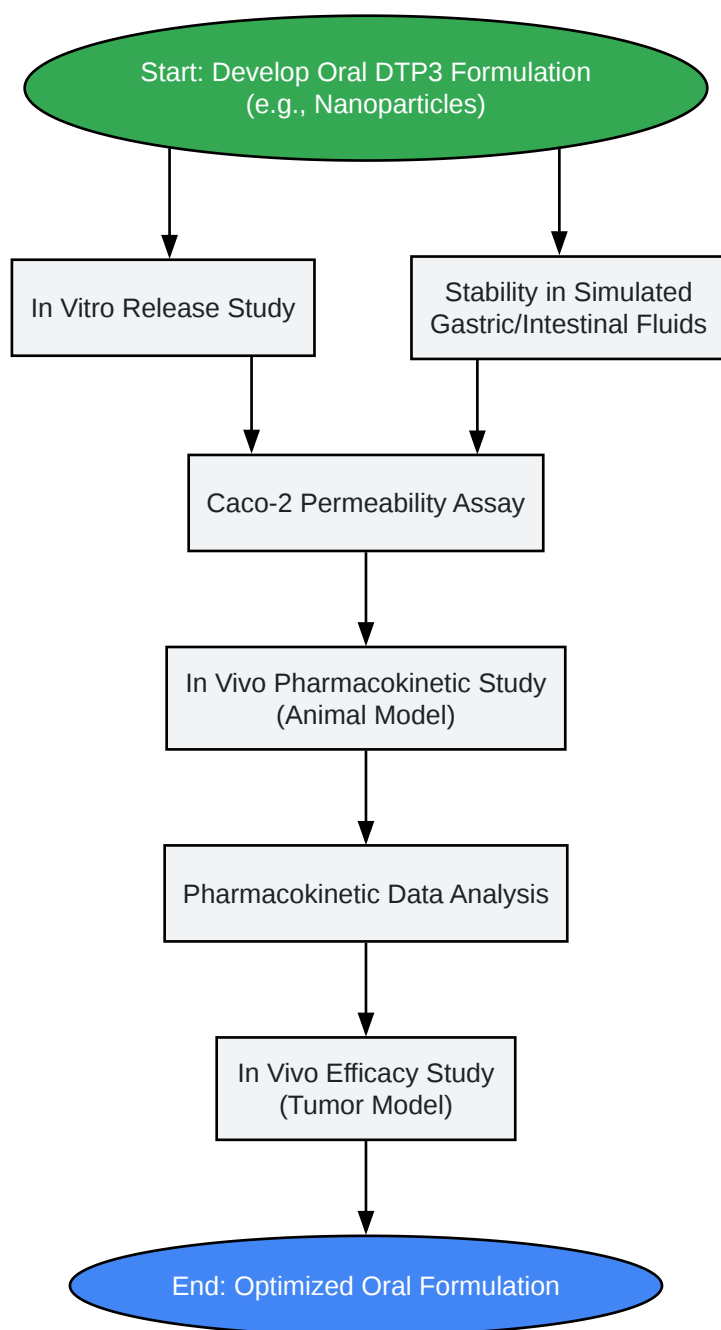 Start: Develop Oral DTP3 Formulation
(e.g., Nanoparticles)
In Vitro Release Study
Stability in Simulated
Gastric/Intestinal Fluids
Caco-2 Permeability Assay
In Vivo Pharmacokinetic Study
(Animal Model)
Pharmacokinetic Data Analysis
In Vivo Efficacy Study
(Tumor Model)
End: Optimized Oral Formulation